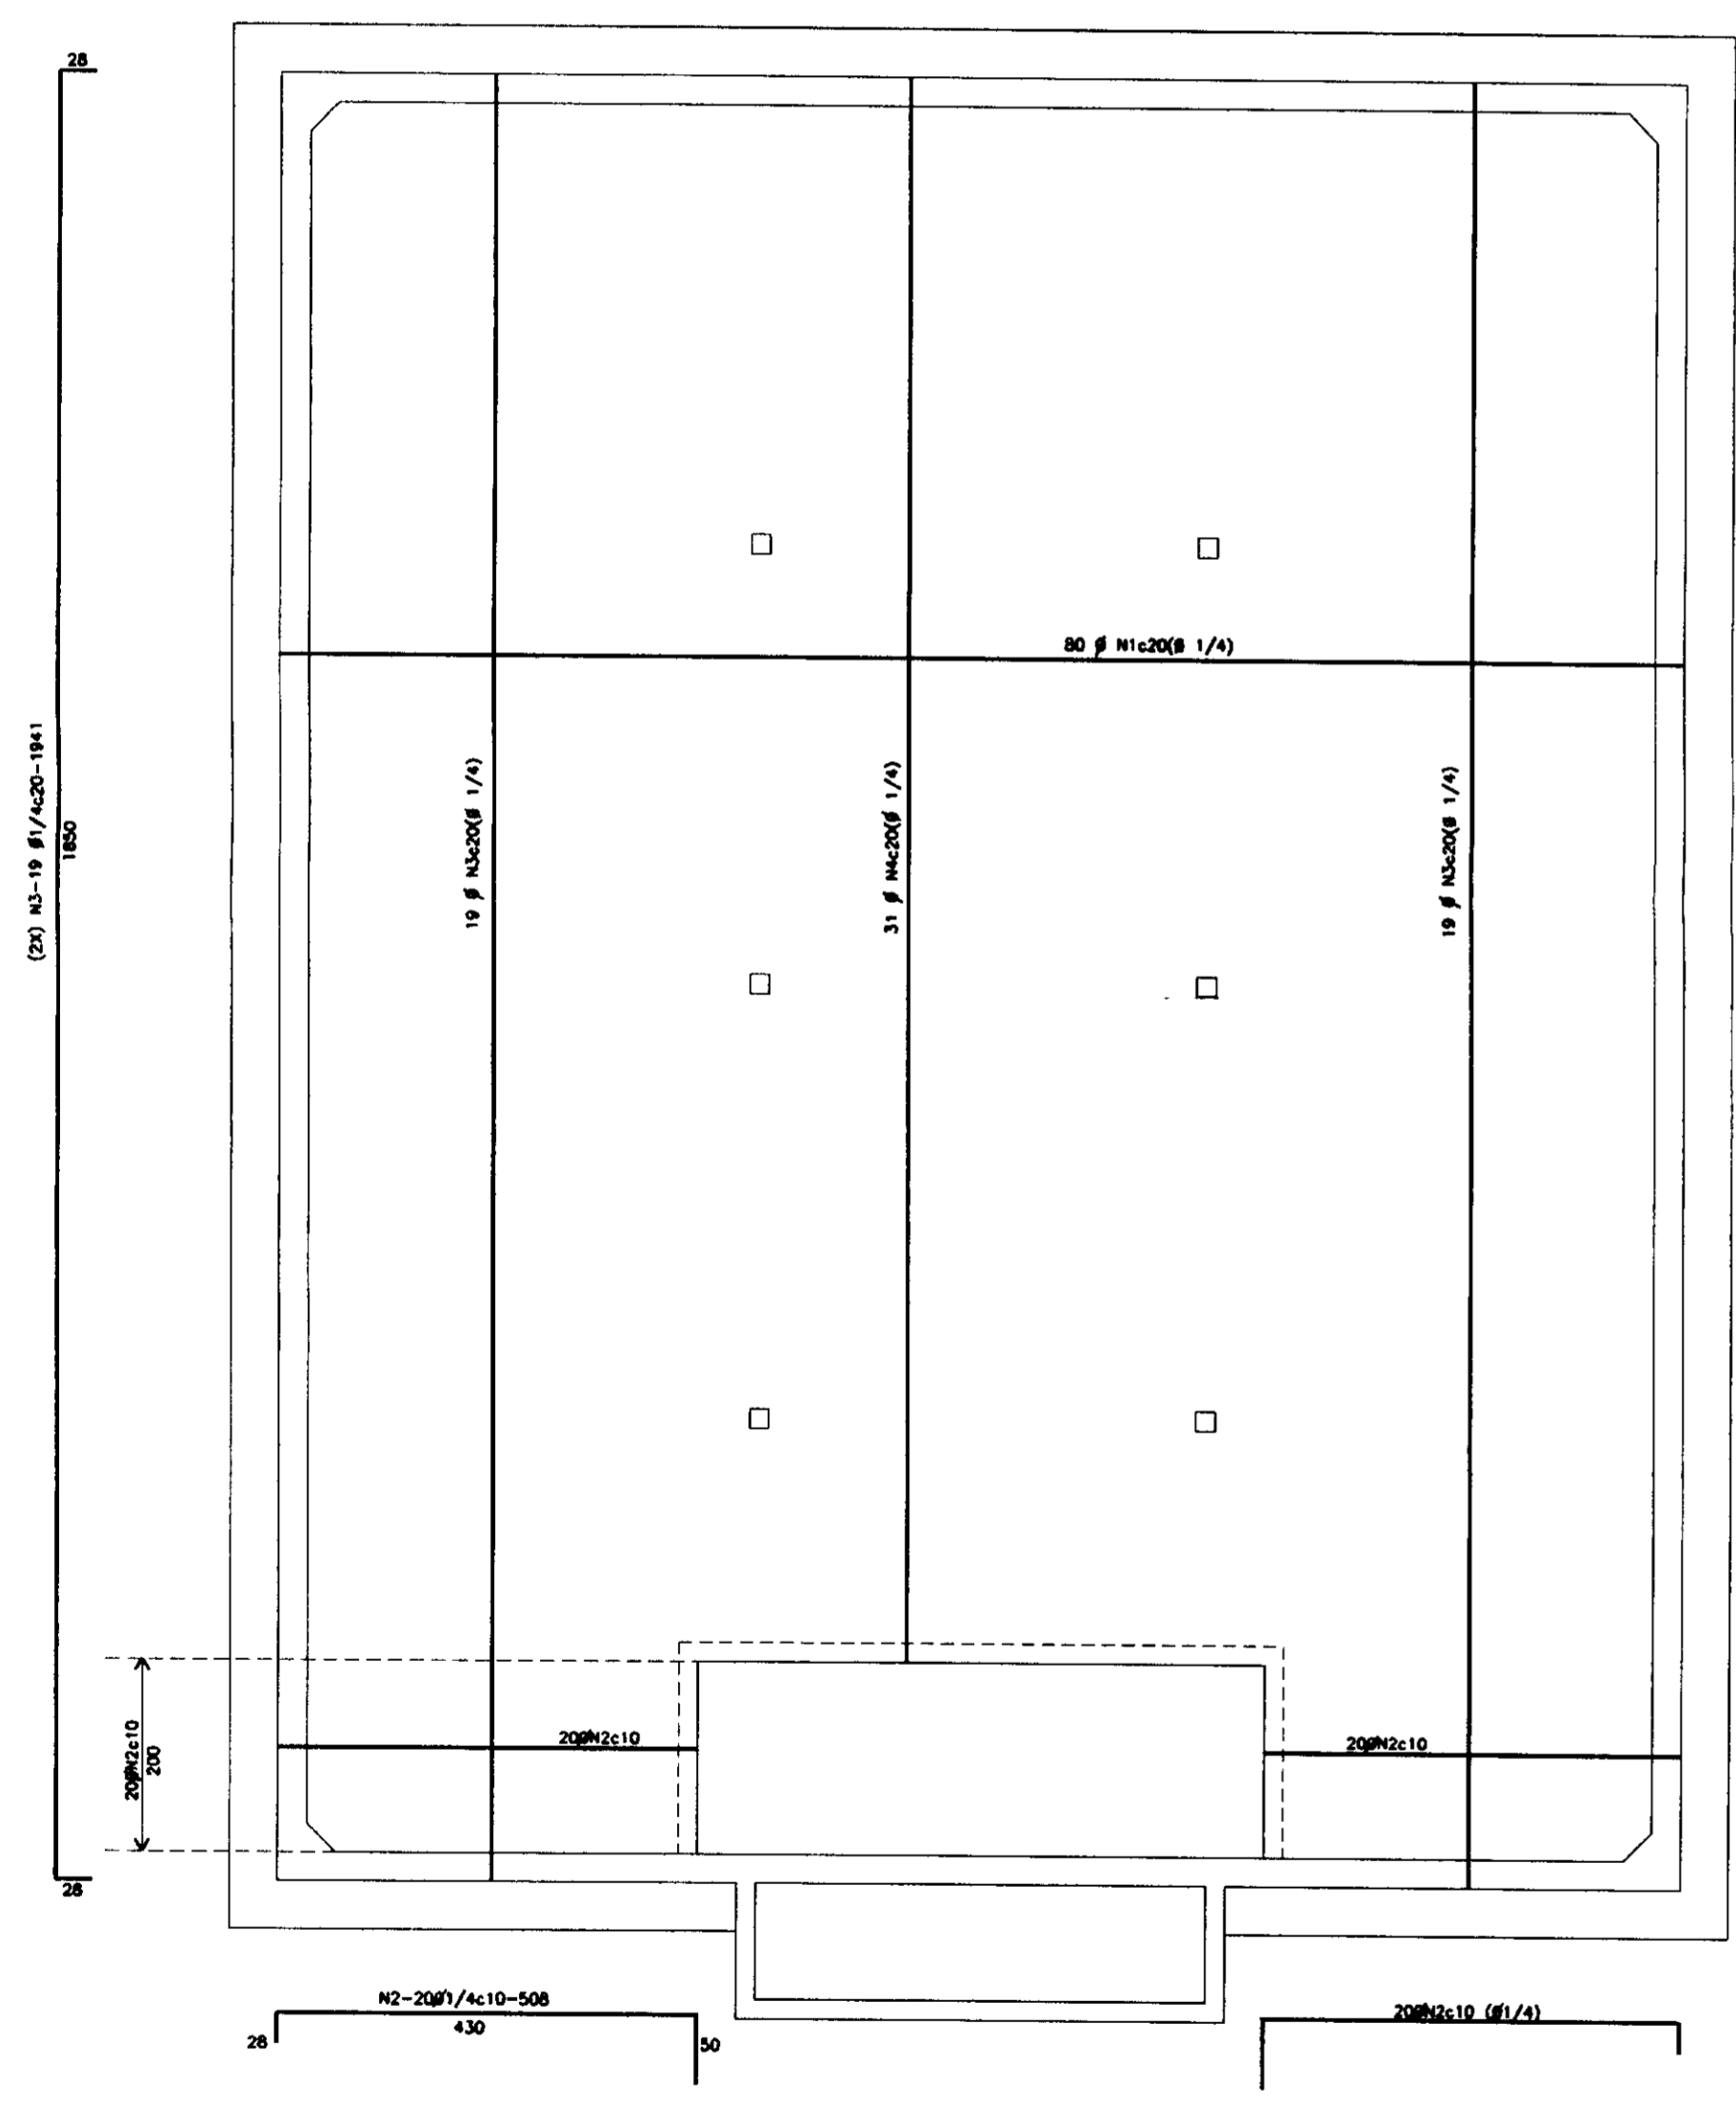 28
80 Ø N1c20(Ø 1/4)
(2X) N3-19 Ø1/4c20-1941
1850
19 Ø N3c20(Ø 1/4)
31 Ø N4c20(Ø 1/4)
19 Ø N3c20(Ø 1/4)
20ØN2c10
200
20ØN2c10
20ØN2c10
28
N2-20Ø1/4c10-508
430
28
50
20ØN2c10 (Ø1/4)